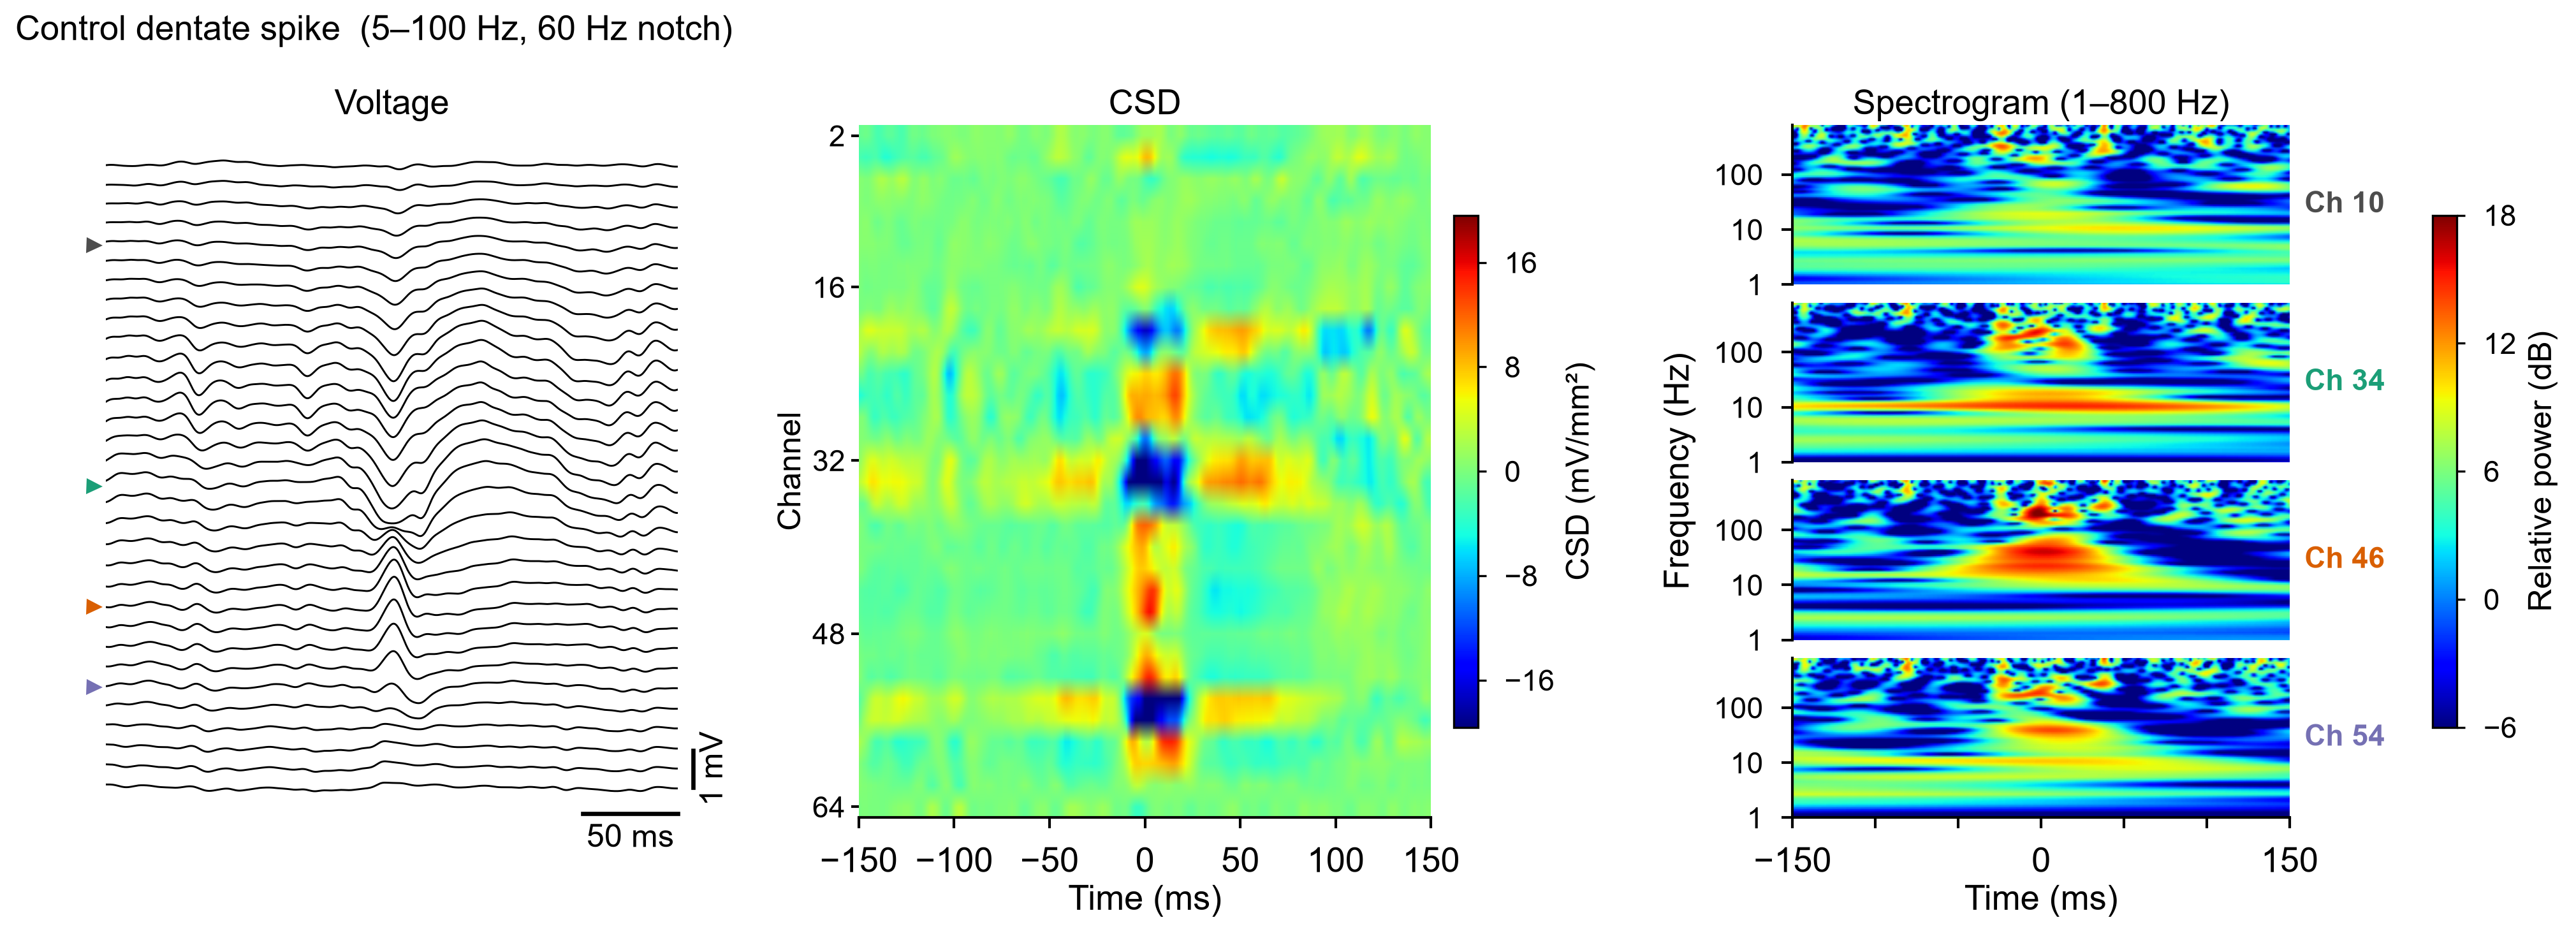 Control dentate spike  (5–100 Hz, 60 Hz notch)
Voltage
1 mV
50 ms
CSD
Channel
2
16
32
48
64
−150
−100
−50
0
50
100
150
Time (ms)
16
8
0
−8
−16
CSD (mV/mm²)
Spectrogram (1–800 Hz)
Frequency (Hz)
100
10
1
Ch 10
100
10
1
Ch 34
100
10
1
Ch 46
100
10
1
Ch 54
−150
0
150
Time (ms)
18
12
6
0
−6
Relative power (dB)